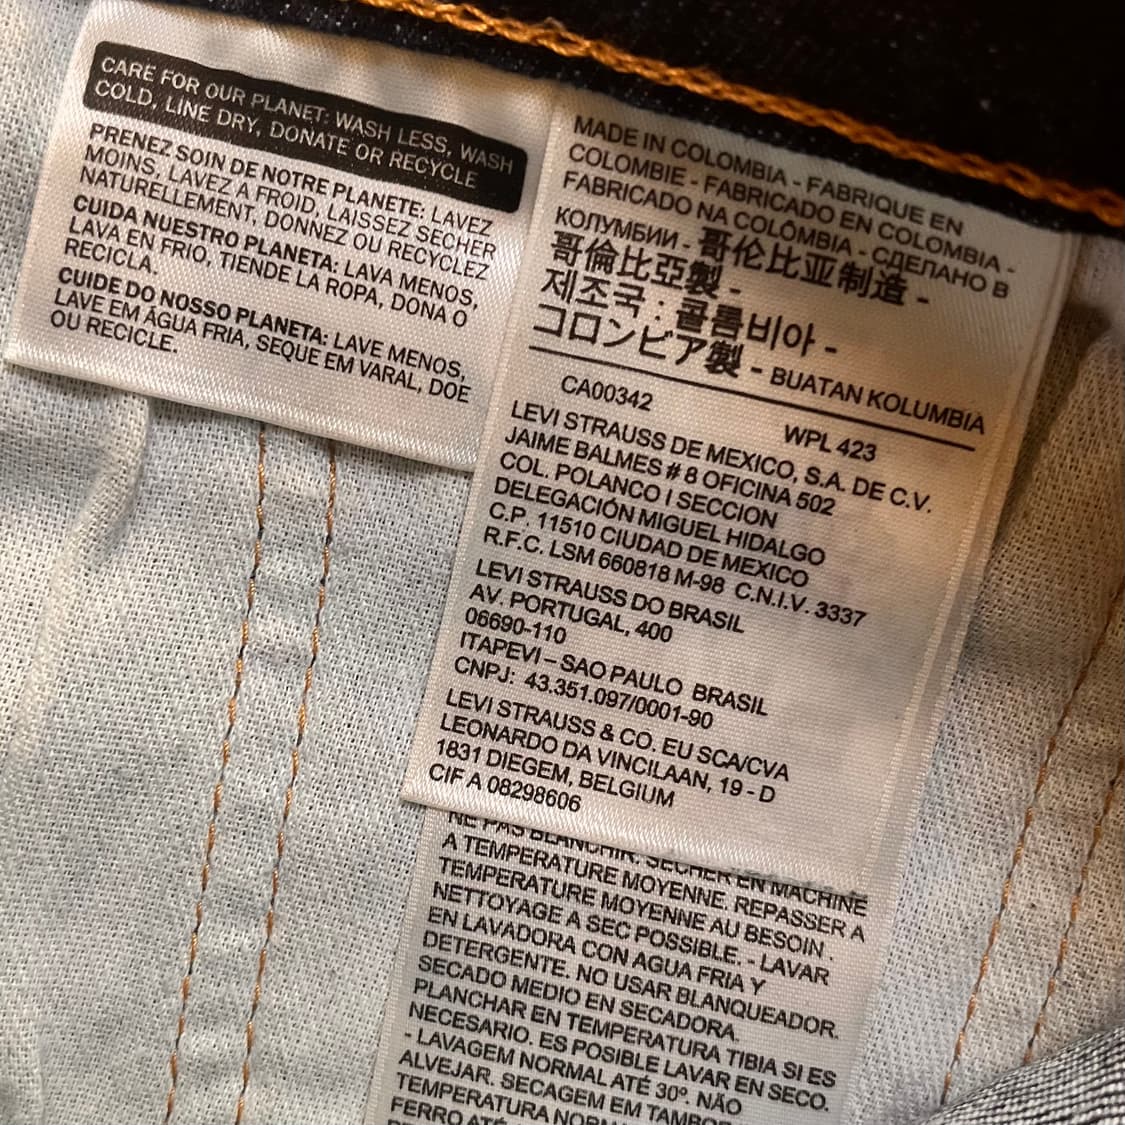 CARE FOR OUR PLANET: WASH LESS, WASH
COLD, LINE DRY, DONATE OR RECYCLE
PRENEZ SOIN DE NOTRE PLANETE: LAVEZ
MOINS, LAVEZ A FROID, LAISSEZ SECHER
NATURELLEMENT, DONNEZ OU RECYCLEZ
CUIDA NUESTRO PLANETA: LAVA MENOS,
LAVA EN FRIO, TIENDE LA ROPA, DONA O
RECICLA.
CUIDE DO NOSSO PLANETA: LAVE MENOS,
LAVE EM ÁGUA FRIA, SEQUE EM VARAL, DOE
OU RECICLE.
MADE IN COLOMBIA - FABRIQUE EN
COLOMBIE - FABRICADO EN COLOMBIA -
FABRICADO NA COLÔMBIA - СДЕЛАНО В
КОЛУМБИИ - 哥伦比亚制造 -
哥倫比亞製 -
제조국 : 콜롬비아 -
コロンビア製 - BUATAN KOLUMBIA
CA00342
WPL 423
LEVI STRAUSS DE MEXICO, S.A. DE C.V.
JAIME BALMES # 8 OFICINA 502
COL. POLANCO I SECCION
DELEGACIÓN MIGUEL HIDALGO
C.P. 11510 CIUDAD DE MEXICO
R.F.C. LSM 660818 M-98 C.N.I.V. 3337
LEVI STRAUSS DO BRASIL
AV. PORTUGAL, 400
06690-110
ITAPEVI – SAO PAULO BRASIL
CNPJ: 43.351.097/0001-90
LEVI STRAUSS & CO. EU SCA/CVA
LEONARDO DA VINCILAAN, 19 - D
1831 DIEGEM, BELGIUM
CIF A 08298606
NE PAS BLANCHIR. SECHER EN MACHINE
A TEMPERATURE MOYENNE. REPASSER A
TEMPERATURE MOYENNE AU BESOIN.
NETTOYAGE A SEC POSSIBLE. - LAVAR
EN LAVADORA CON AGUA FRIA Y
DETERGENTE. NO USAR BLANQUEADOR.
SECADO MEDIO EN SECADORA.
PLANCHAR EN TEMPERATURA TIBIA SI ES
NECESARIO. ES POSIBLE LAVAR EN SECO.
- LAVAGEM NORMAL ATÉ 30º. NÃO
ALVEJAR. SECAGEM EM TAMBOR
TEMPERATURA
FERRO ATÉ